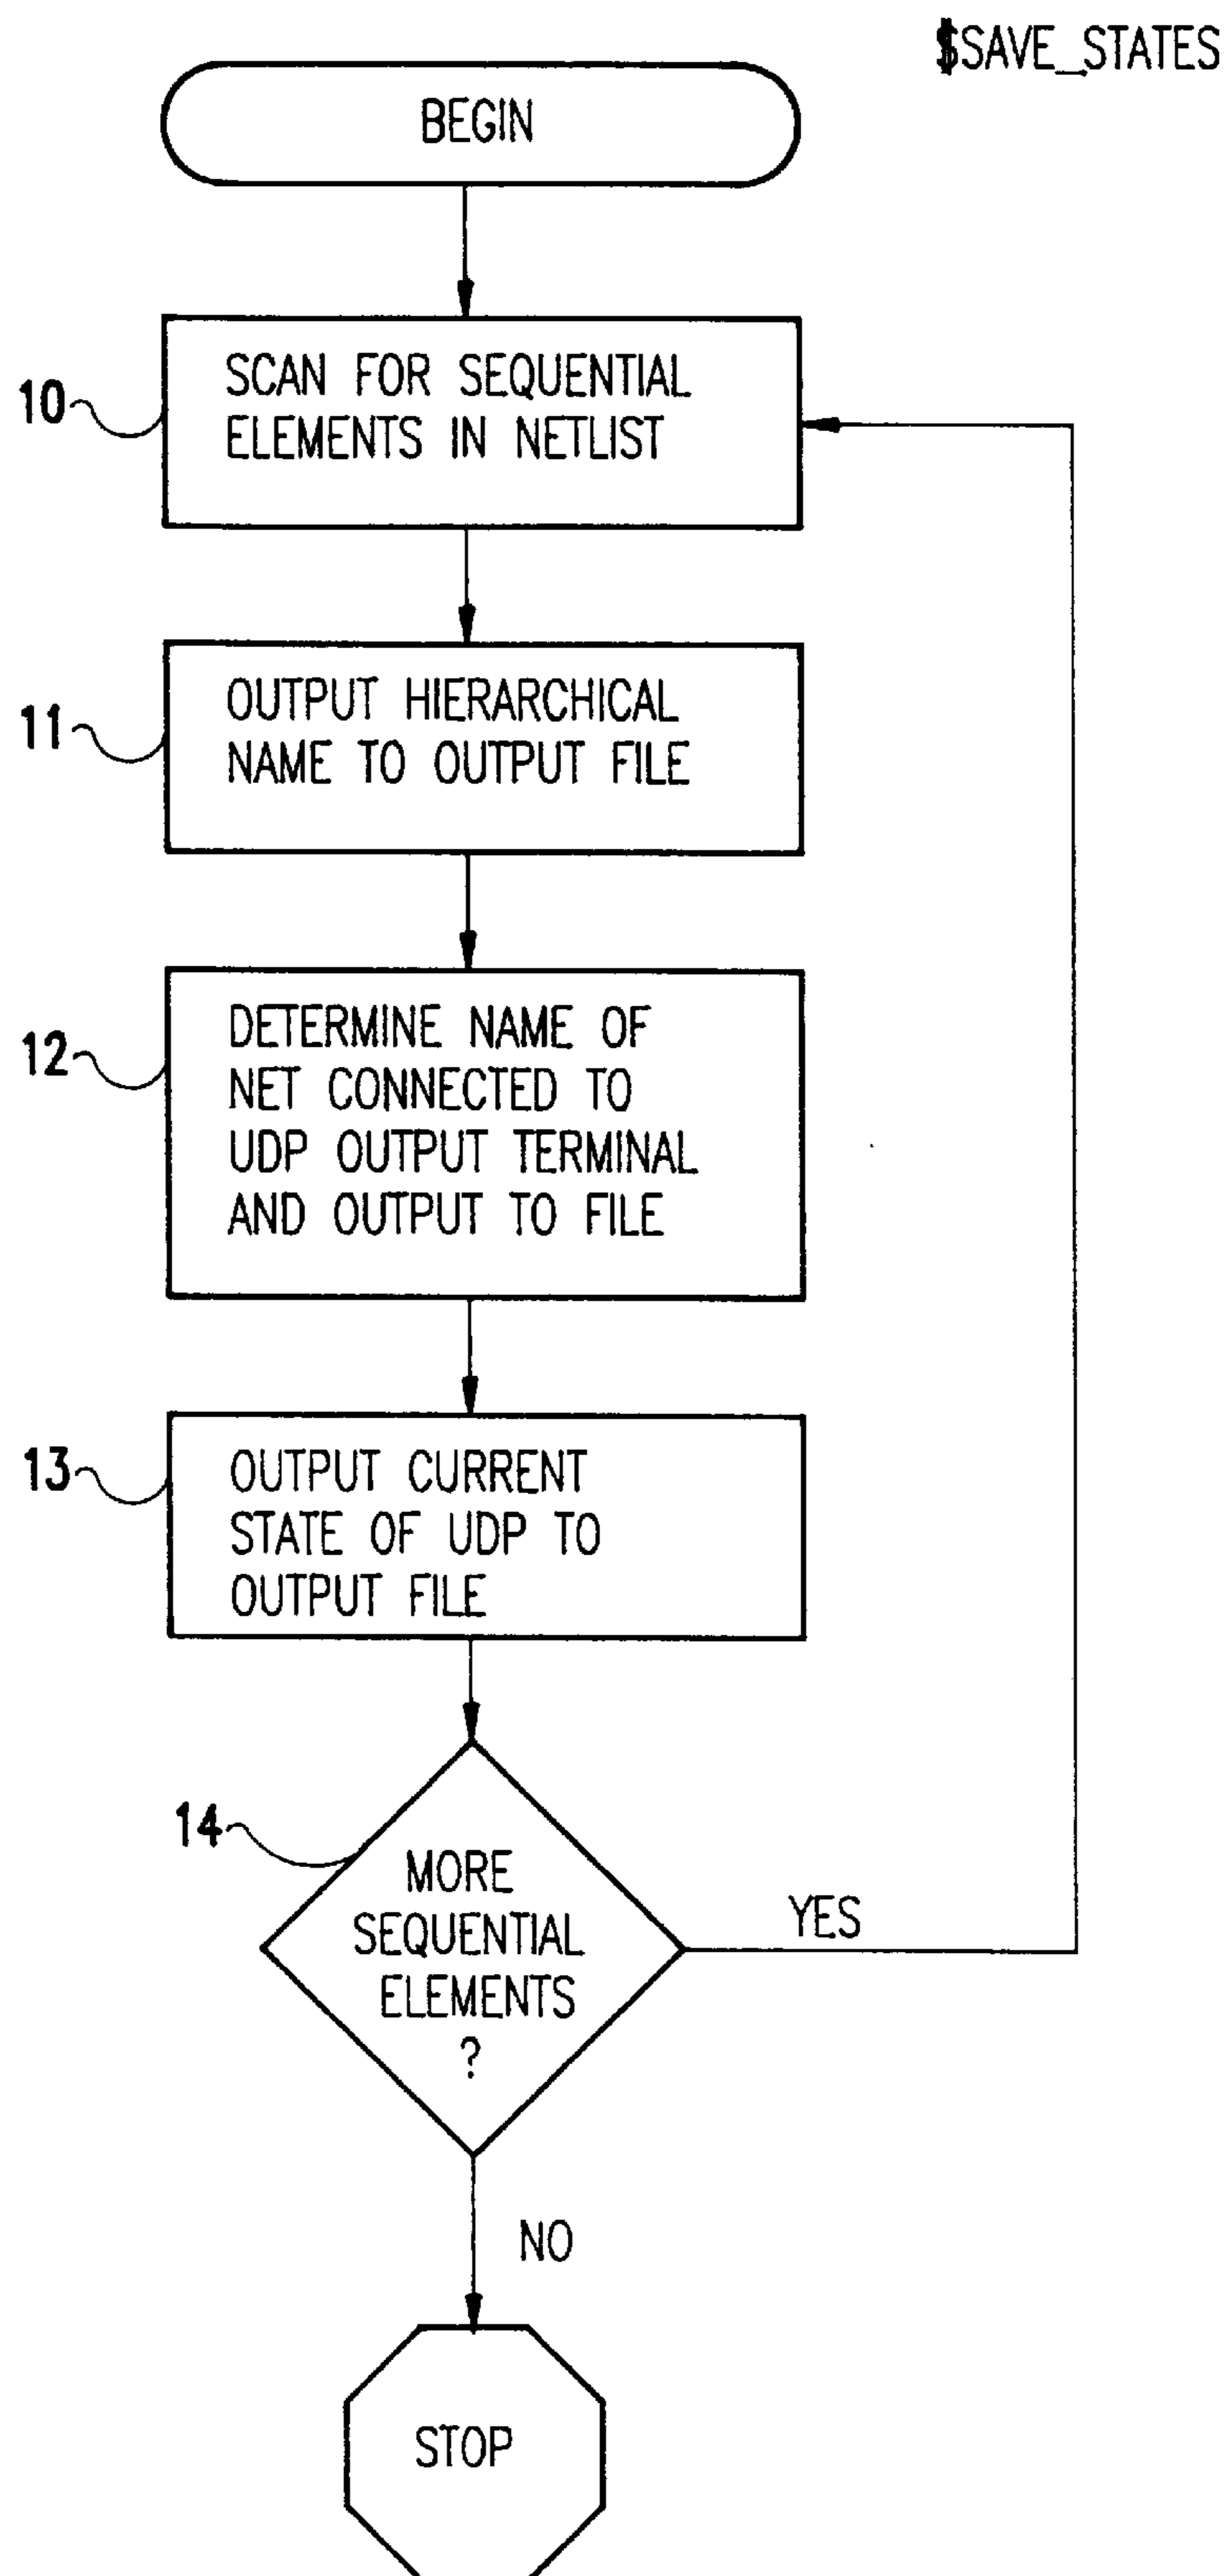 $SAVE_STATES
BEGIN
10
SCAN FOR SEQUENTIAL
ELEMENTS IN NETLIST
11
OUTPUT HIERARCHICAL
NAME TO OUTPUT FILE
12
DETERMINE NAME OF
NET CONNECTED TO
UDP OUTPUT TERMINAL
AND OUTPUT TO FILE
13
OUTPUT CURRENT
STATE OF UDP TO
OUTPUT FILE
14
MORE
SEQUENTIAL
ELEMENTS
?
YES
NO
STOP